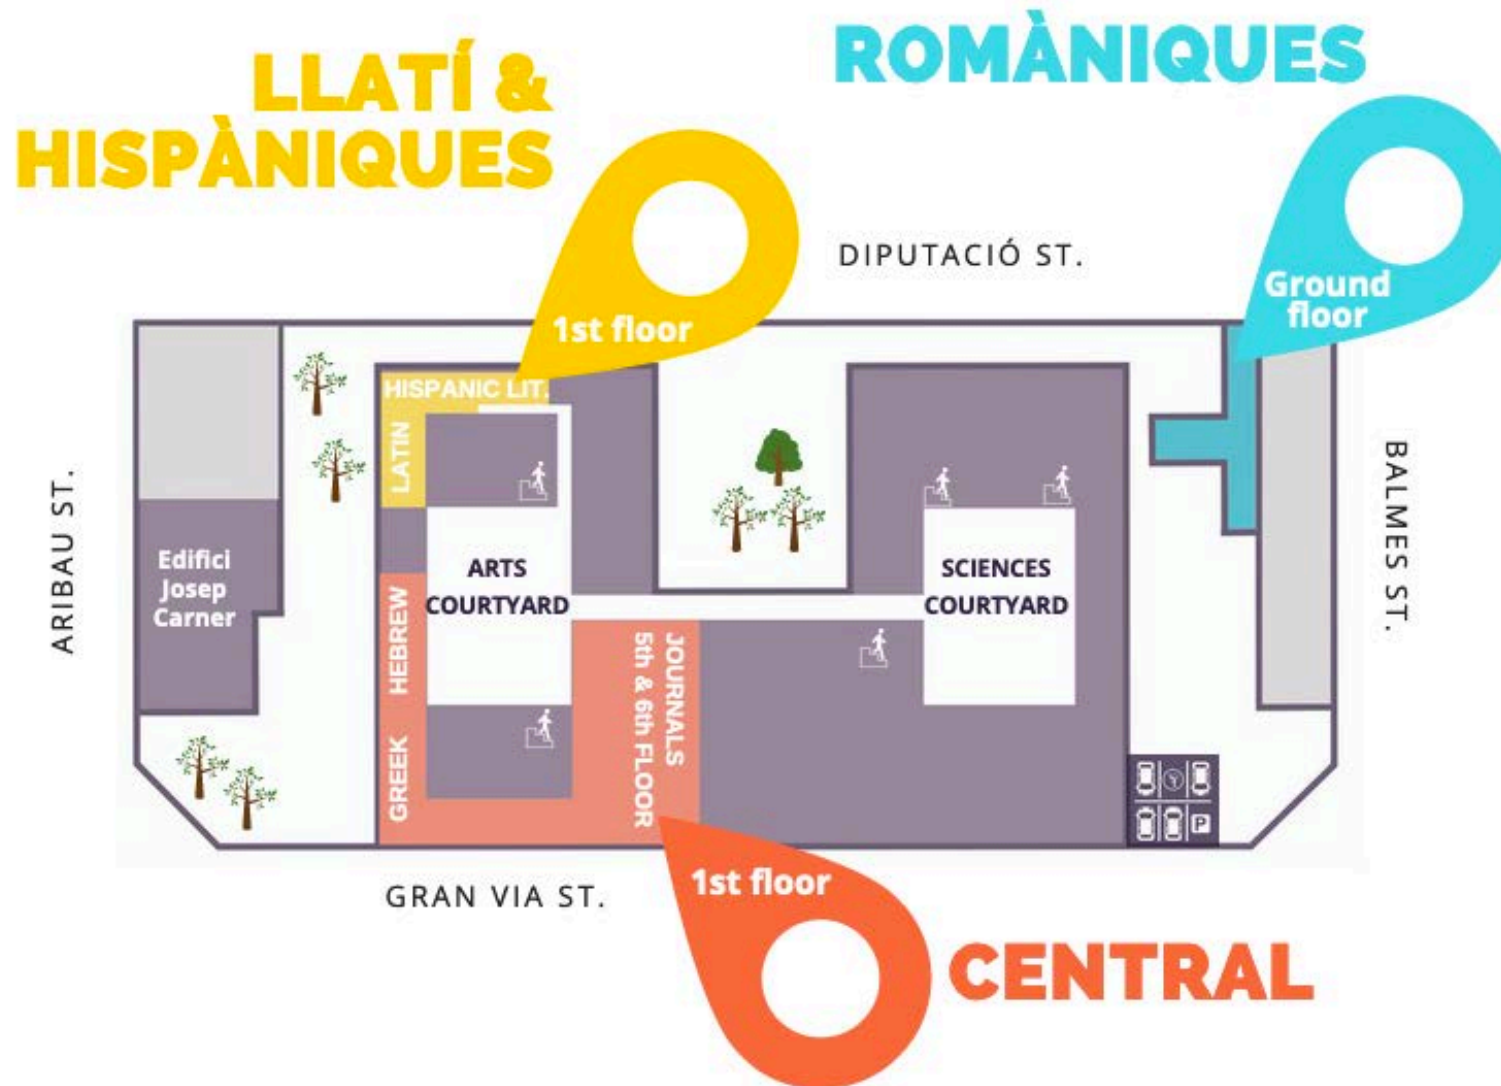 LLATÍ &
HISPÀNIQUES
ROMÀNIQUES
DIPUTACIÓ ST.
Ground
floor
1st floor
HISPANIC LIT.
LATIN
ARIBAU ST.
BALMES ST.
Edifici
Josep
Carner
ARTS
COURTYARD
SCIENCES
COURTYARD
HEBREW
GREEK
JOURNALS
5th & 6th FLOOR
P
1st floor
GRAN VIA ST.
CENTRAL